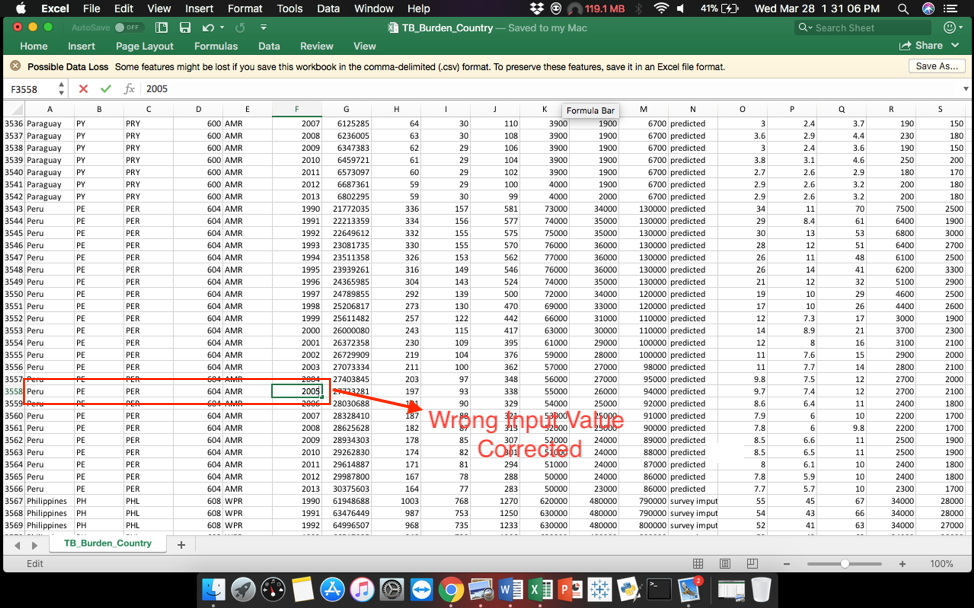 Excel File Edit View Insert Format Tools Data Window Help 119.1 MB 41% Wed Mar 28 1 31 06 PM
AutoSave OFF TB_Burden_Country — Saved to my Mac Search Sheet
Home Insert Page Layout Formulas Data Review View Share
Possible Data Loss Some features might be lost if you save this workbook in the comma-delimited (.csv) format. To preserve these features, save it in an Excel file format. Save As...
F3558 fx 2005
A B C D E F G H I J K Formula Bar M N O P Q R S
3536 Paraguay PY PRY 600 AMR 2007 6125285 64 30 110 3900 1900 6700 predicted 3 2.4 3.7 190 150
3537 Paraguay PY PRY 600 AMR 2008 6236005 63 30 108 3900 1900 6700 predicted 3.6 2.9 4.4 230 180
3538 Paraguay PY PRY 600 AMR 2009 6347383 62 29 106 3900 1900 6700 predicted 3 2.4 3.6 190 150
3539 Paraguay PY PRY 600 AMR 2010 6459721 61 29 104 3900 1900 6700 predicted 3.8 3.1 4.6 250 200
3540 Paraguay PY PRY 600 AMR 2011 6573097 60 29 102 3900 1900 6700 predicted 2.7 2.6 2.9 180 170
3541 Paraguay PY PRY 600 AMR 2012 6687361 59 29 100 4000 1900 6700 predicted 2.9 2.6 3.2 200 180
3542 Paraguay PY PRY 600 AMR 2013 6802295 59 30 99 4000 2000 6700 predicted 2.9 2.6 3.2 200 180
3543 Peru PE PER 604 AMR 1990 21772035 336 157 581 73000 34000 130000 predicted 34 11 70 7500 2500
3544 Peru PE PER 604 AMR 1991 22213359 334 156 577 74000 35000 130000 predicted 29 8.4 61 6400 1900
3545 Peru PE PER 604 AMR 1992 22649612 332 155 575 75000 35000 130000 predicted 30 13 53 6800 3000
3546 Peru PE PER 604 AMR 1993 23081735 330 155 570 76000 36000 130000 predicted 28 12 51 6400 2700
3547 Peru PE PER 604 AMR 1994 23511358 326 153 562 77000 36000 130000 predicted 26 11 48 6100 2500
3548 Peru PE PER 604 AMR 1995 23939261 316 149 546 76000 36000 130000 predicted 26 14 41 6200 3300
3549 Peru PE PER 604 AMR 1996 24365985 304 143 524 74000 35000 130000 predicted 21 12 32 5100 2900
3550 Peru PE PER 604 AMR 1997 24789855 292 139 500 72000 34000 120000 predicted 19 10 29 4600 2500
3551 Peru PE PER 604 AMR 1998 25206817 273 130 470 69000 33000 120000 predicted 17 10 26 4400 2600
3552 Peru PE PER 604 AMR 1999 25611482 257 122 442 66000 31000 110000 predicted 12 7.3 17 3000 1900
3553 Peru PE PER 604 AMR 2000 26000080 243 115 417 63000 30000 110000 predicted 14 8.9 21 3700 2300
3554 Peru PE PER 604 AMR 2001 26372358 230 109 395 61000 29000 100000 predicted 12 8 16 3100 2100
3555 Peru PE PER 604 AMR 2002 26729909 219 104 376 59000 28000 100000 predicted 11 7.6 15 2900 2000
3556 Peru PE PER 604 AMR 2003 27073334 211 100 362 57000 27000 98000 predicted 11 7.7 14 2800 2100
3557 Peru PE PER 604 AMR 2004 27403845 203 97 348 56000 27000 95000 predicted 9.8 7.5 12 2700 2100
3558 Peru PE PER 604 AMR 2005 197 93 338 55000 26000 94000 predicted 9.7 7.4 12 2700 2100
3559 Peru PE PER 604 AMR 2006 28030688 90 329 54000 25000 92000 predicted 8.6 6.4 11 2400 1800
3560 Peru PE PER 604 AMR 2007 28328410 187 88 321 53000 25000 91000 predicted 7.9 6 10 2200 1700
3561 Peru PE PER 604 AMR 2008 28625628 182 90000 predicted 7.8 6 9.8 2200 1700
Wrong Input Value
Corrected
3562 Peru PE PER 604 AMR 2009 28934303 178 85 307 52000 24000 89000 predicted 8.5 6.6 11 2500 1900
3563 Peru PE PER 604 AMR 2010 29262830 174 82 24000 88000 predicted 8.5 6.5 11 2500 1900
3564 Peru PE PER 604 AMR 2011 29614887 171 81 294 51000 24000 87000 predicted 8 6.1 10 2400 1800
3565 Peru PE PER 604 AMR 2012 29987800 167 78 288 50000 24000 86000 predicted 7.8 5.9 10 2400 1800
3566 Peru PE PER 604 AMR 2013 30375603 164 77 283 50000 23000 86000 predicted 7.7 5.7 10 2300 1700
3567 Philippines PH PHL 608 WPR 1990 61948688 1003 768 1270 620000 480000 790000 survey imput 55 45 67 34000 28000
3568 Philippines PH PHL 608 WPR 1991 63476449 987 753 1250 630000 480000 790000 survey imput 54 43 66 34000 28000
3569 Philippines PH PHL 608 WPR 1992 64996507 968 735 1233 630000 480000 800000 survey imput 52 41 63 34000 27000
TB_Burden_Country +
Edit 100%